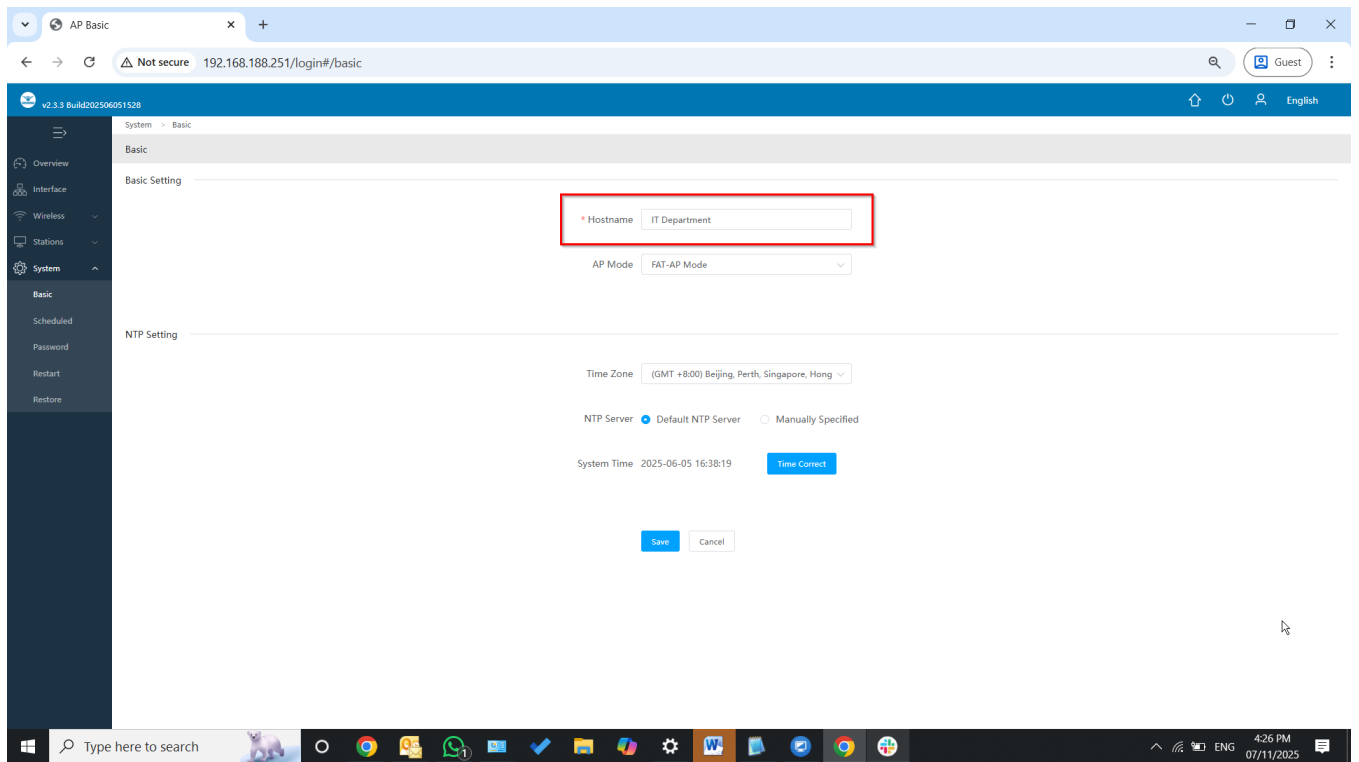 AP Basic
Not secure 192.168.188.251/login#/basic
Guest
v2.3.3 Build202506051528
English
System > Basic
Basic
Overview
Interface
Wireless
Stations
System
Basic
Scheduled
Password
Restart
Restore
Basic Setting
* Hostname IT Department
AP Mode FAT-AP Mode
NTP Setting
Time Zone (GMT +8:00) Beijing, Perth, Singapore, Hong
NTP Server Default NTP Server Manually Specified
System Time 2025-06-05 16:38:19 Time Correct
Save Cancel
Type here to search
1
W
ENG
4:26 PM
07/11/2025